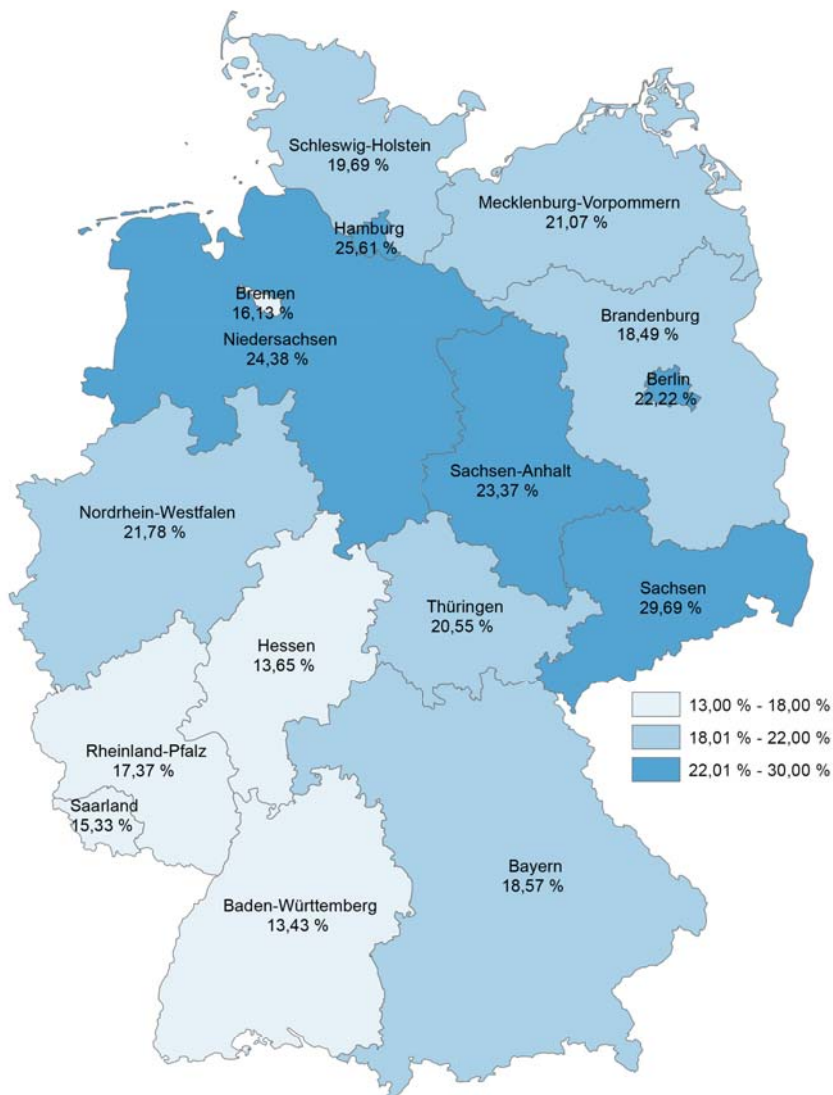 Schleswig-Holstein
19,69 %
Mecklenburg-Vorpommern
21,07 %
Hamburg
25,61 %
Bremen
16,13 %
Niedersachsen
24,38 %
Brandenburg
18,49 %
Berlin
22,22 %
Sachsen-Anhalt
23,37 %
Nordrhein-Westfalen
21,78 %
Sachsen
29,69 %
Thüringen
20,55 %
Hessen
13,65 %
13,00 % - 18,00 %
18,01 % - 22,00 %
22,01 % - 30,00 %
Rheinland-Pfalz
17,37 %
Saarland
15,33 %
Bayern
18,57 %
Baden-Württemberg
13,43 %